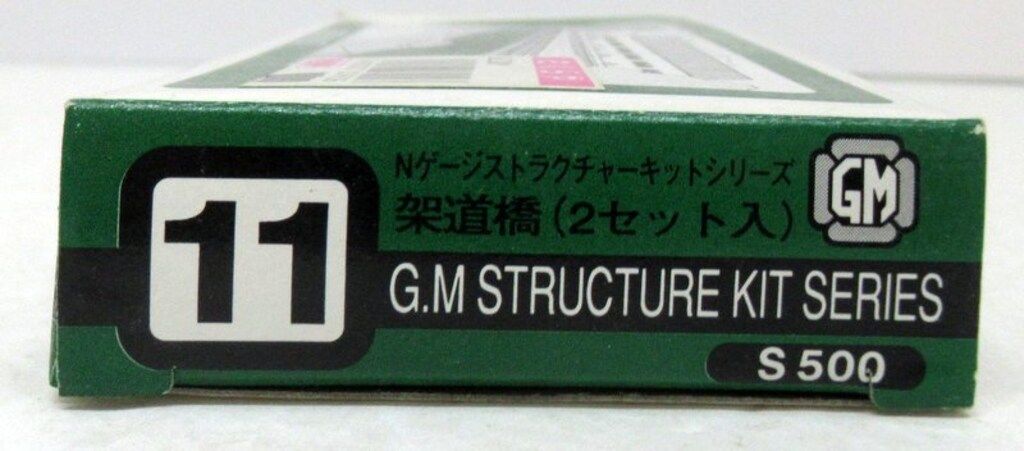 11
Nゲージストラクチャーキットシリーズ
架道橋(2セット入)
GM
G.M STRUCTURE KIT SERIES
S 500